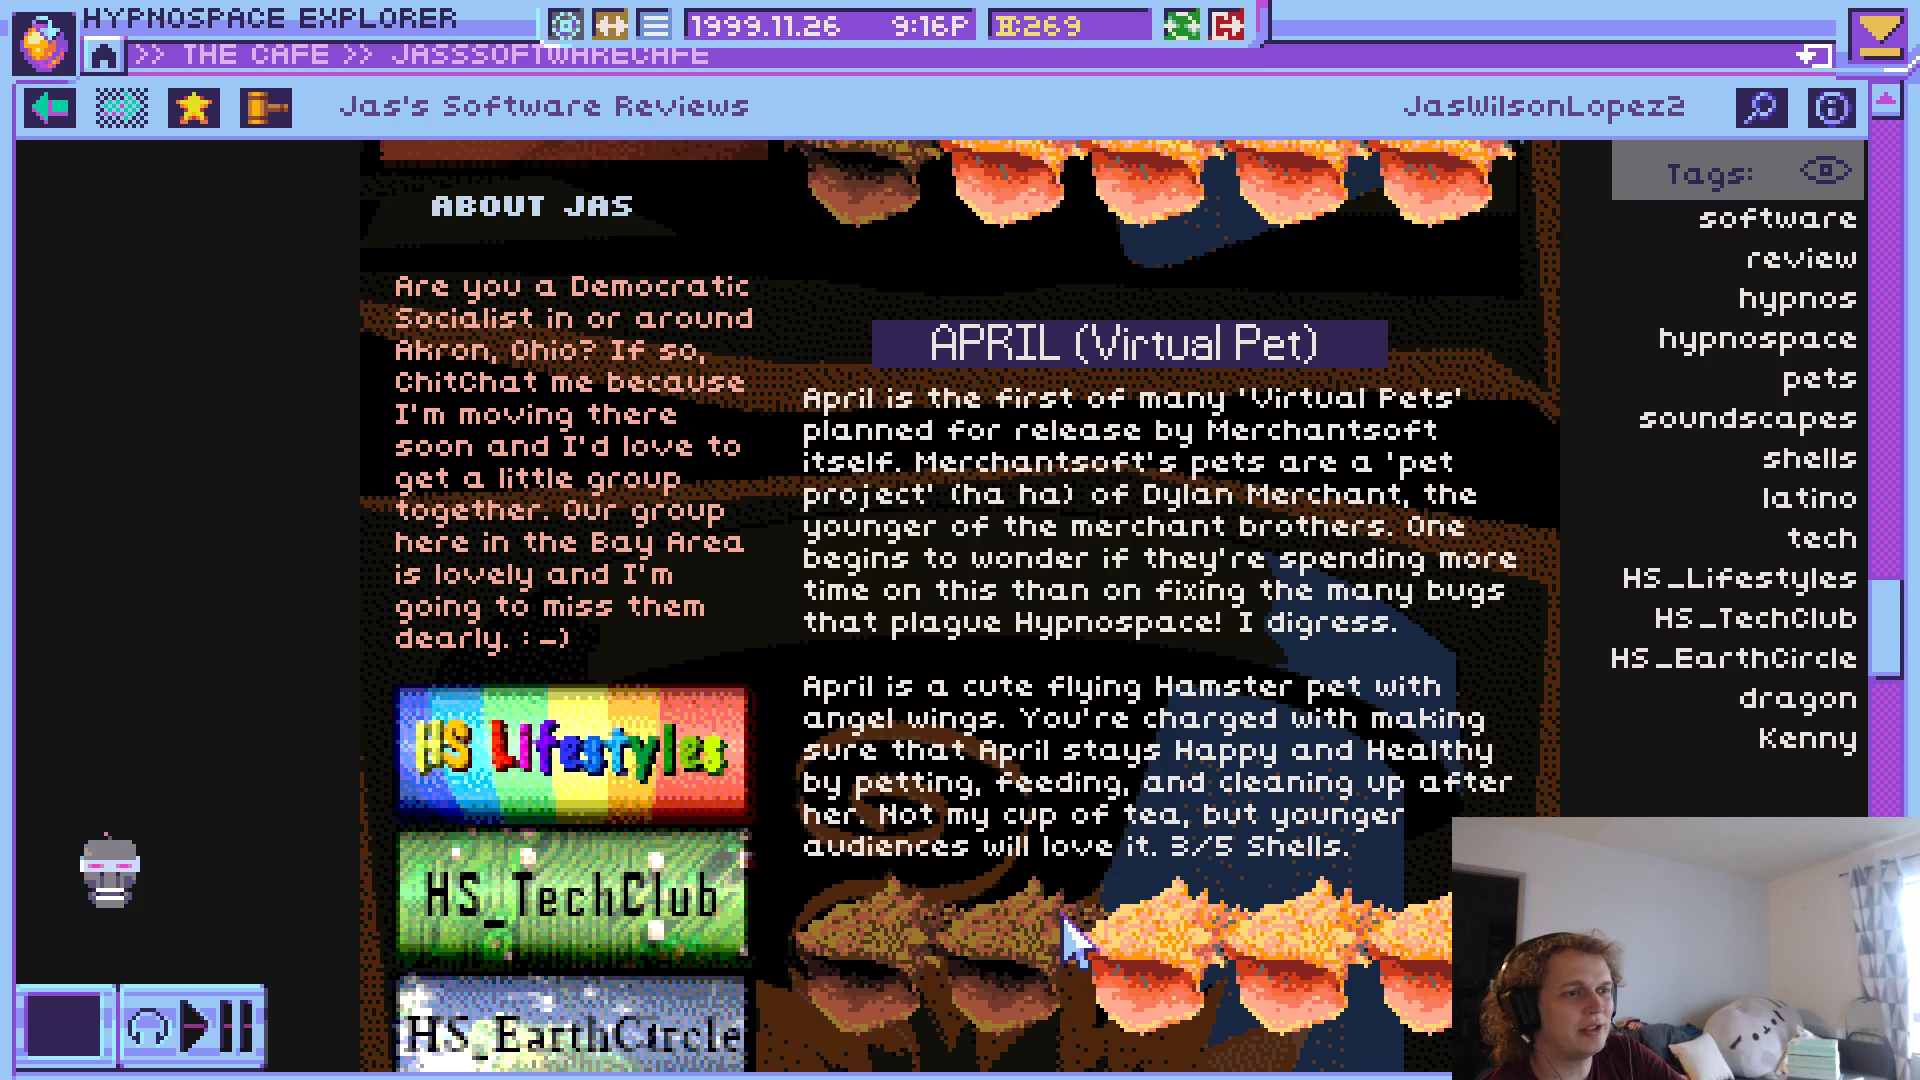 HYPNOSPACE EXPLORER
1999.11.26 9:16P
269
>> THE CAFE >> JASSSOFTWARECAFE
Jas's Software Reviews
JasWilsonLopez2
ABOUT JAS
Are you a Democratic
Socialist in or around
Akron, Ohio? If so,
ChitChat me because
I'm moving there
soon and I'd love to
get a little group
together. Our group
here in the Bay Area
is lovely and I'm
going to miss them
dearly. :_)
HS Lifestyles
HS_TechClub
HS_EarthCircle
APRIL (Virtual Pet)
April is the first of many 'Virtual Pets'
planned for release by Merchantsoft
itself. Merchantsoft's pets are a 'pet
project' (ha ha) of Dylan Merchant, the
younger of the merchant brothers. One
begins to wonder if they're spending more
time on this than on fixing the many bugs
that plague Hypnospace! I digress.
April is a cute flying Hamster pet with
angel wings. You're charged with making
sure that April stays Happy and Healthy
by petting, feeding, and cleaning up after
her. Not my cup of tea, but younger
audiences will love it. 3/5 Shells.
Tags:
software
review
hypnos
hypnospace
pets
soundscapes
shells
latino
tech
HS_Lifestyles
HS_TechClub
HS_EarthCircle
dragon
Kenny